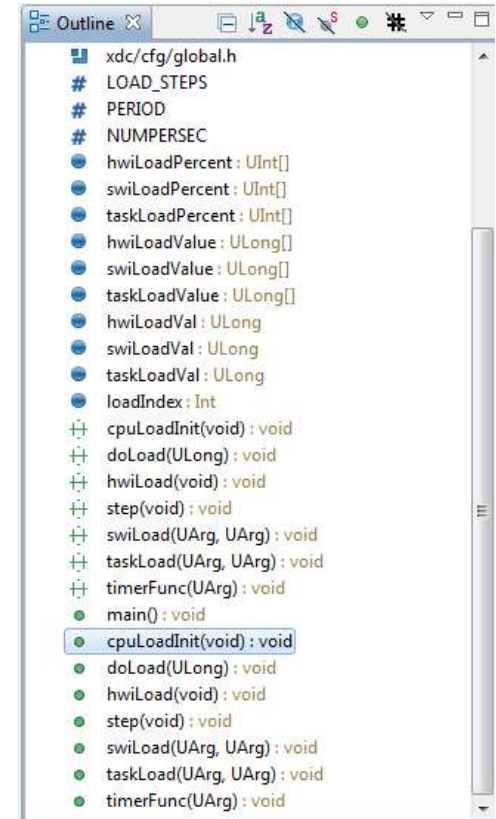 Outline
xdc/cfg/global.h
# LOAD_STEPS
# PERIOD
# NUMPERSEC
hwiLoadPercent : UInt[]
swiLoadPercent : UInt[]
taskLoadPercent : UInt[]
hwiLoadValue : ULong[]
swiLoadValue : ULong[]
taskLoadValue : ULong[]
hwiLoadVal : ULong
swiLoadVal : ULong
taskLoadVal : ULong
loadIndex : Int
cpuLoadInit(void) : void
doLoad(ULong) : void
hwiLoad(void) : void
step(void) : void
swiLoad(UArg, UArg) : void
taskLoad(UArg, UArg) : void
timerFunc(UArg) : void
main() : void
cpuLoadInit(void) : void
doLoad(ULong) : void
hwiLoad(void) : void
step(void) : void
swiLoad(UArg, UArg) : void
taskLoad(UArg, UArg) : void
timerFunc(UArg) : void